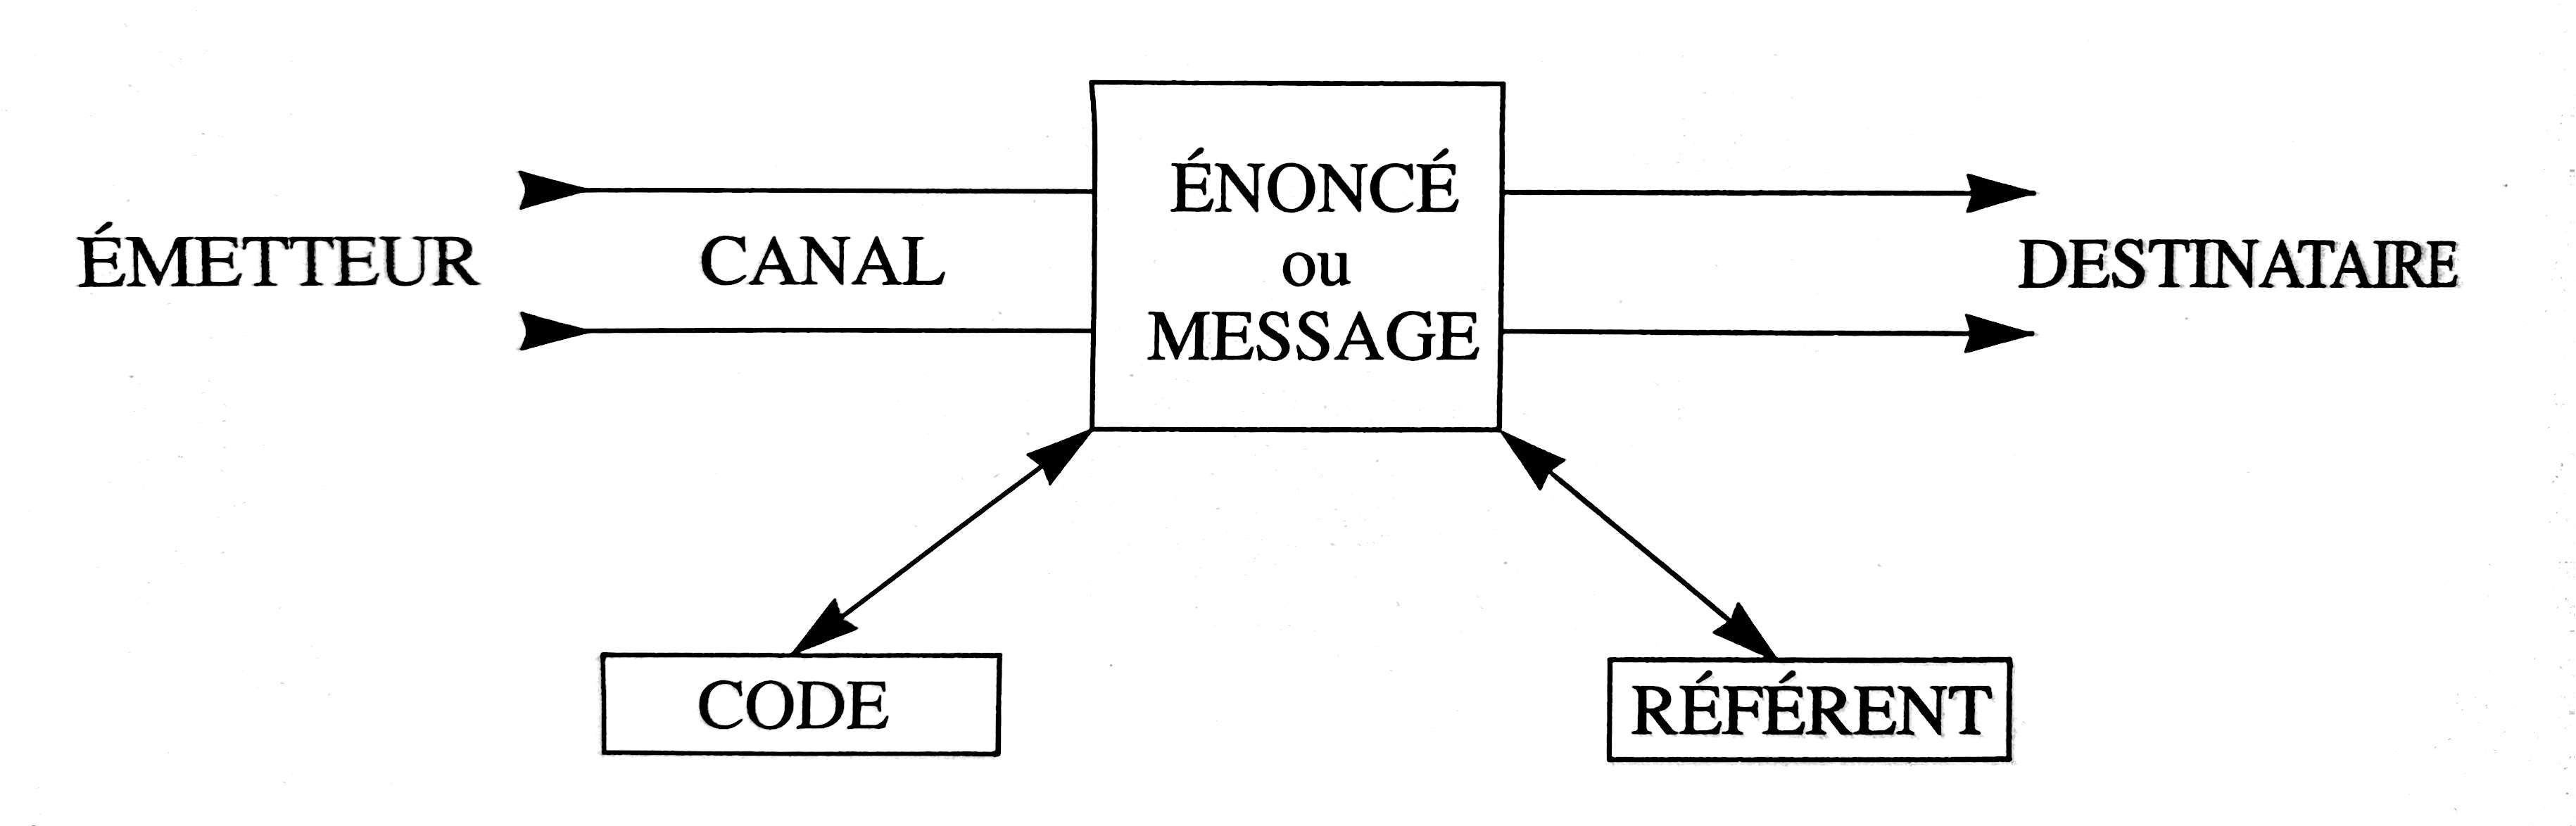 ÉMETTEUR
CANAL
ÉNONCÉ
ou
MESSAGE
DESTINATAIRE
CODE
RÉFÉRENT